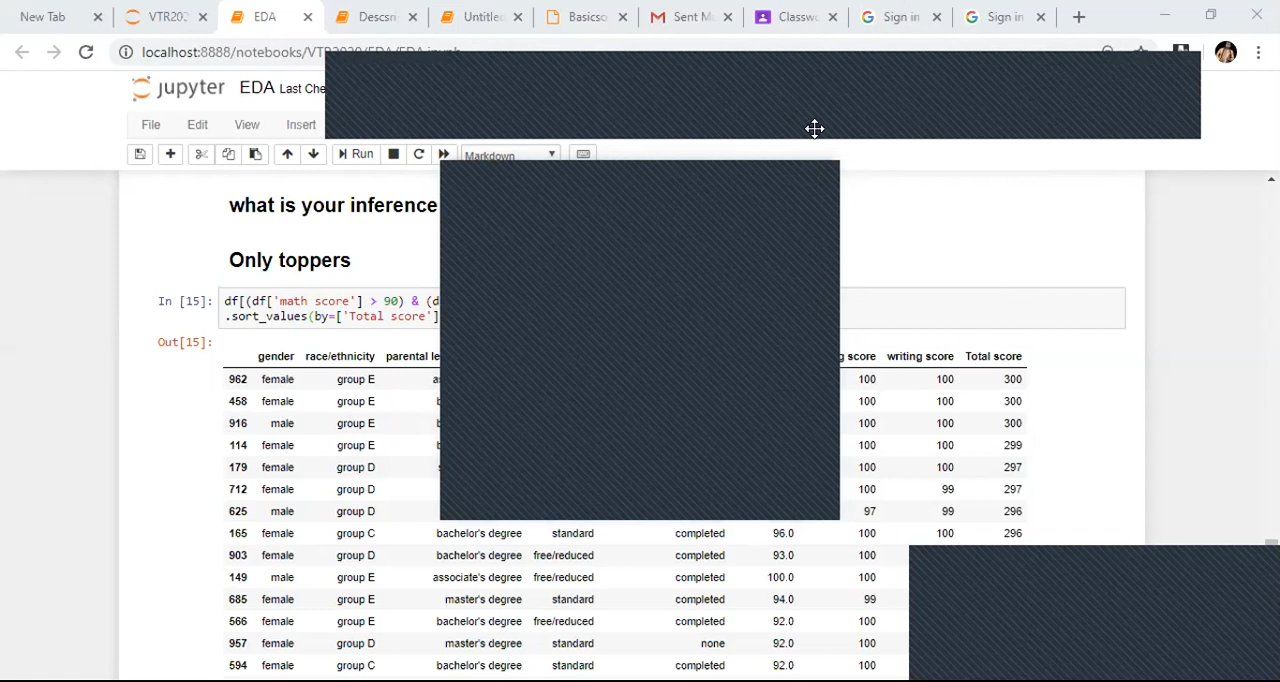 New Tab VTR202 EDA Descsr Untitled Basicso Sent M Classw Sign in Sign in
localhost:8888/notebooks/VTR2020/EDA/EDA.ipynb
jupyter EDA Last Che
File Edit View Insert
Run Markdown
what is your inference
Only toppers
In [15]: df[(df['math score'] > 90) & (d
.sort_values(by=['Total score']
Out[15]:
gender race/ethnicity parental le g score writing score Total score
962 female group E a 100 100 300
458 female group E b 100 100 300
916 male group E b 100 100 300
114 female group E b 100 100 299
179 female group D s 100 100 297
712 female group D 100 99 297
625 male group D 97 99 296
165 female group C bachelor's degree standard completed 96.0 100 100 296
903 female group D bachelor's degree free/reduced completed 93.0 100
149 male group E associate's degree free/reduced completed 100.0 100
685 female group E master's degree standard completed 94.0 99
566 female group E bachelor's degree free/reduced completed 92.0 100
957 female group D master's degree standard none 92.0 100
594 female group C bachelor's degree standard completed 92.0 100